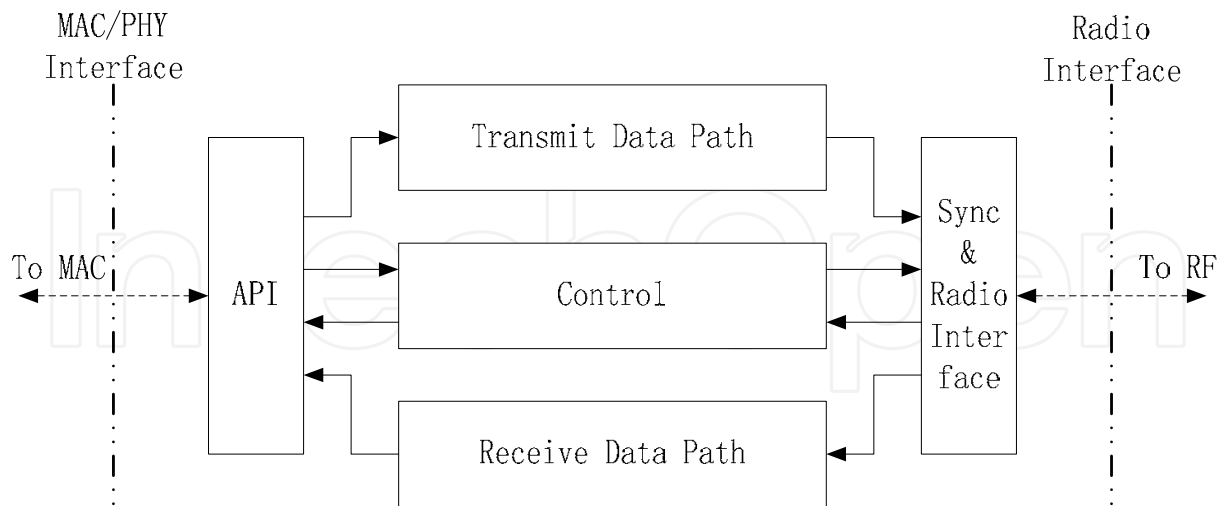 MAC/PHY
Interface
Radio
Interface
Transmit Data Path
To MAC
API
Control
Sync
&
Radio
Inter
face
To RF
Receive Data Path
IntechOpen